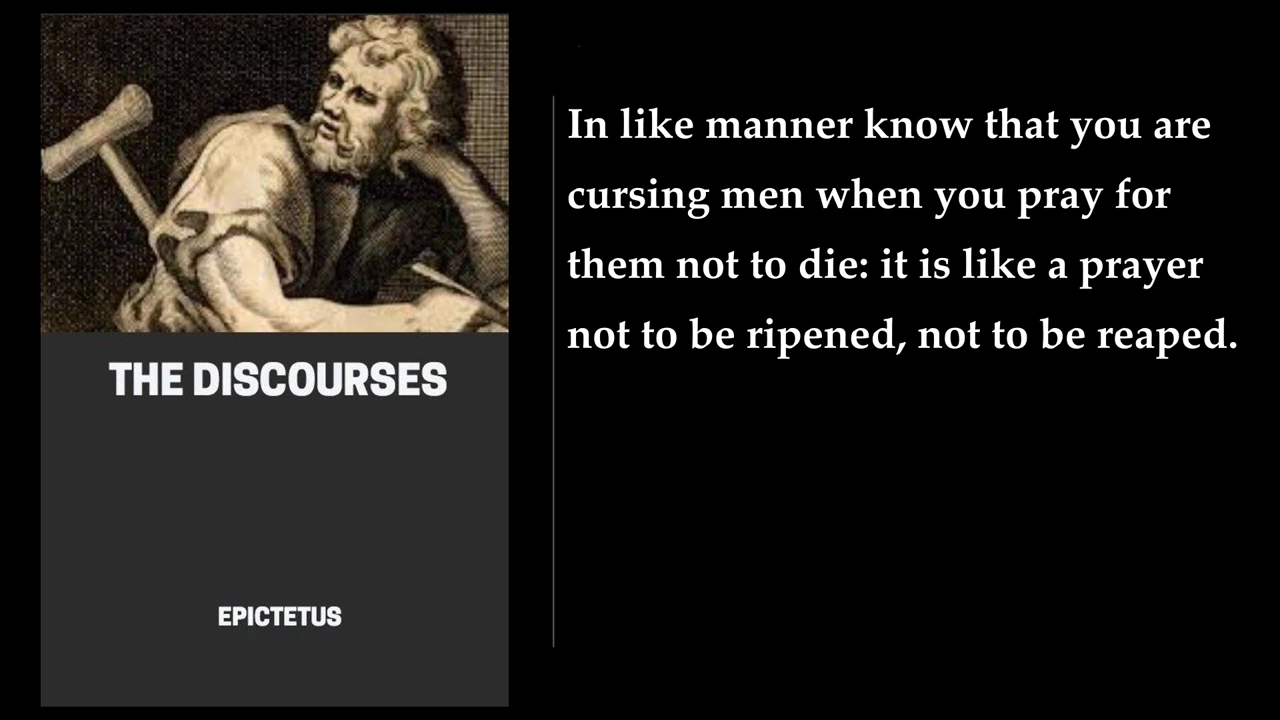 THE DISCOURSES
EPICTETUS
In like manner know that you are
cursing men when you pray for
them not to die: it is like a prayer
not to be ripened, not to be reaped.